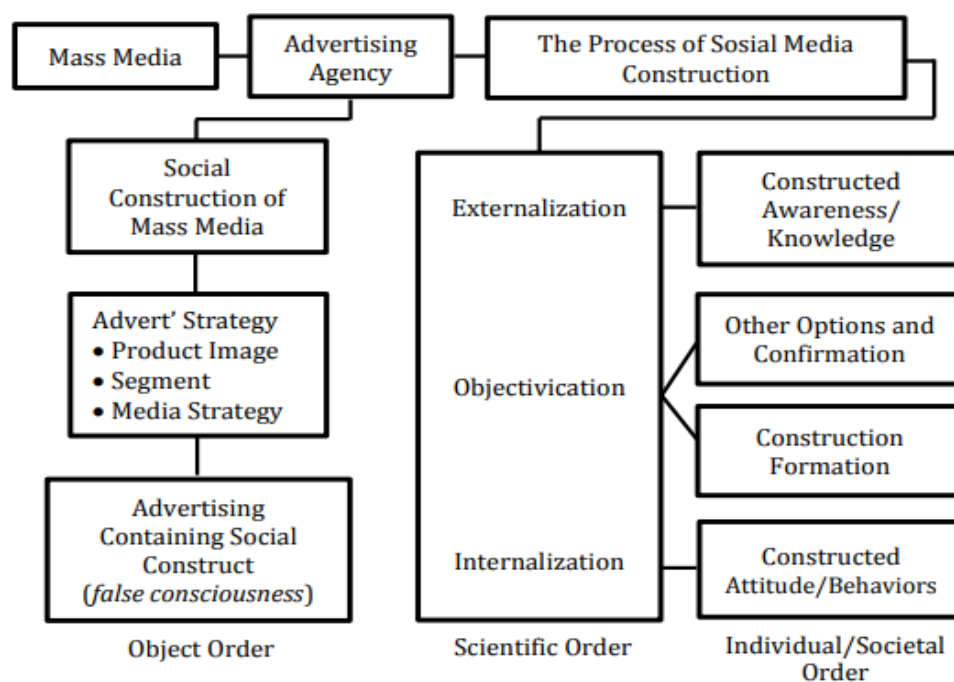 Mass Media
Advertising
Agency
The Process of Sosial Media
Construction
Social
Construction of
Mass Media
Advert' Strategy
• Product Image
• Segment
• Media Strategy
Advertising
Containing Social
Construct
(false consciousness)
Object Order
Externalization
Objectivication
Internalization
Scientific Order
Constructed
Awareness/
Knowledge
Other Options and
Confirmation
Construction
Formation
Constructed
Attitude/Behaviors
Individual/Societal
Order